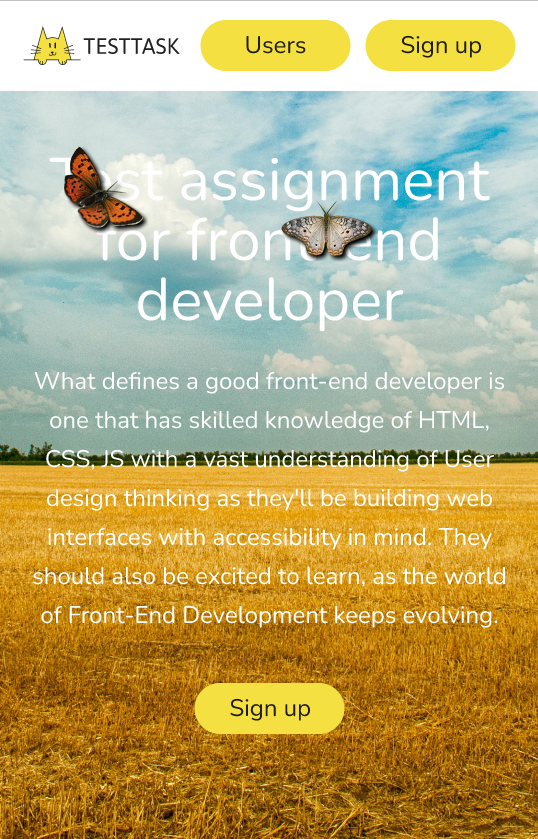 TESTTASK
Users
Sign up
Test assignment
for front-end
developer
What defines a good front-end developer is
one that has skilled knowledge of HTML,
CSS, JS with a vast understanding of User
design thinking as they'll be building web
interfaces with accessibility in mind. They
should also be excited to learn, as the world
of Front-End Development keeps evolving.
Sign up